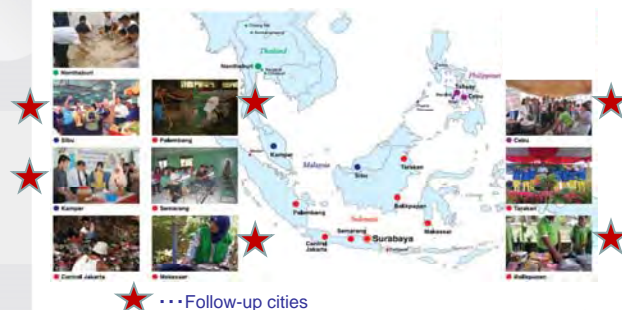 Thailand
Nonthaburi
Philippines
Talisay
Cebu
Nonthaburi
Sibu
Palembang
Cebu
Malaysia
Kampar
Sibu
Tarakan
Kampar
Semarang
Tarakan
Palembang
Balikpapan
Indonesia
Makassar
Central
Jakarta
Semarang
Surabaya
Central Jakarta
Makassar
Balikpapan
・・・Follow-up cities